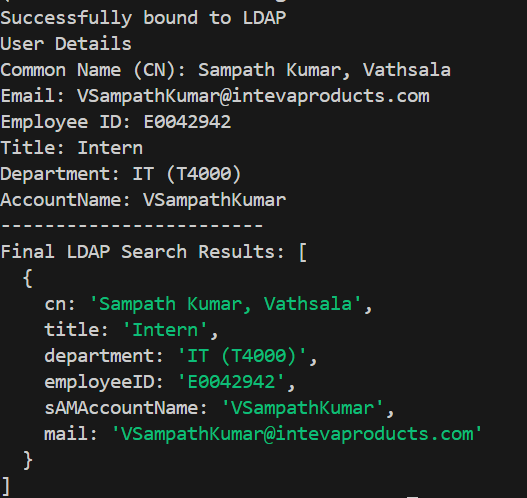 Successfully bound to LDAP
User Details
Common Name (CN): Sampath Kumar, Vathsala
Email: VSampathKumar@intevaproducts.com
Employee ID: E0042942
Title: Intern
Department: IT (T4000)
AccountName: VSampathKumar
-------------------------
Final LDAP Search Results: [
  {
    cn: 'Sampath Kumar, Vathsala',
    title: 'Intern',
    department: 'IT (T4000)',
    employeeID: 'E0042942',
    sAMAccountName: 'VSampathKumar',
    mail: 'VSampathKumar@intevaproducts.com'
  }
]